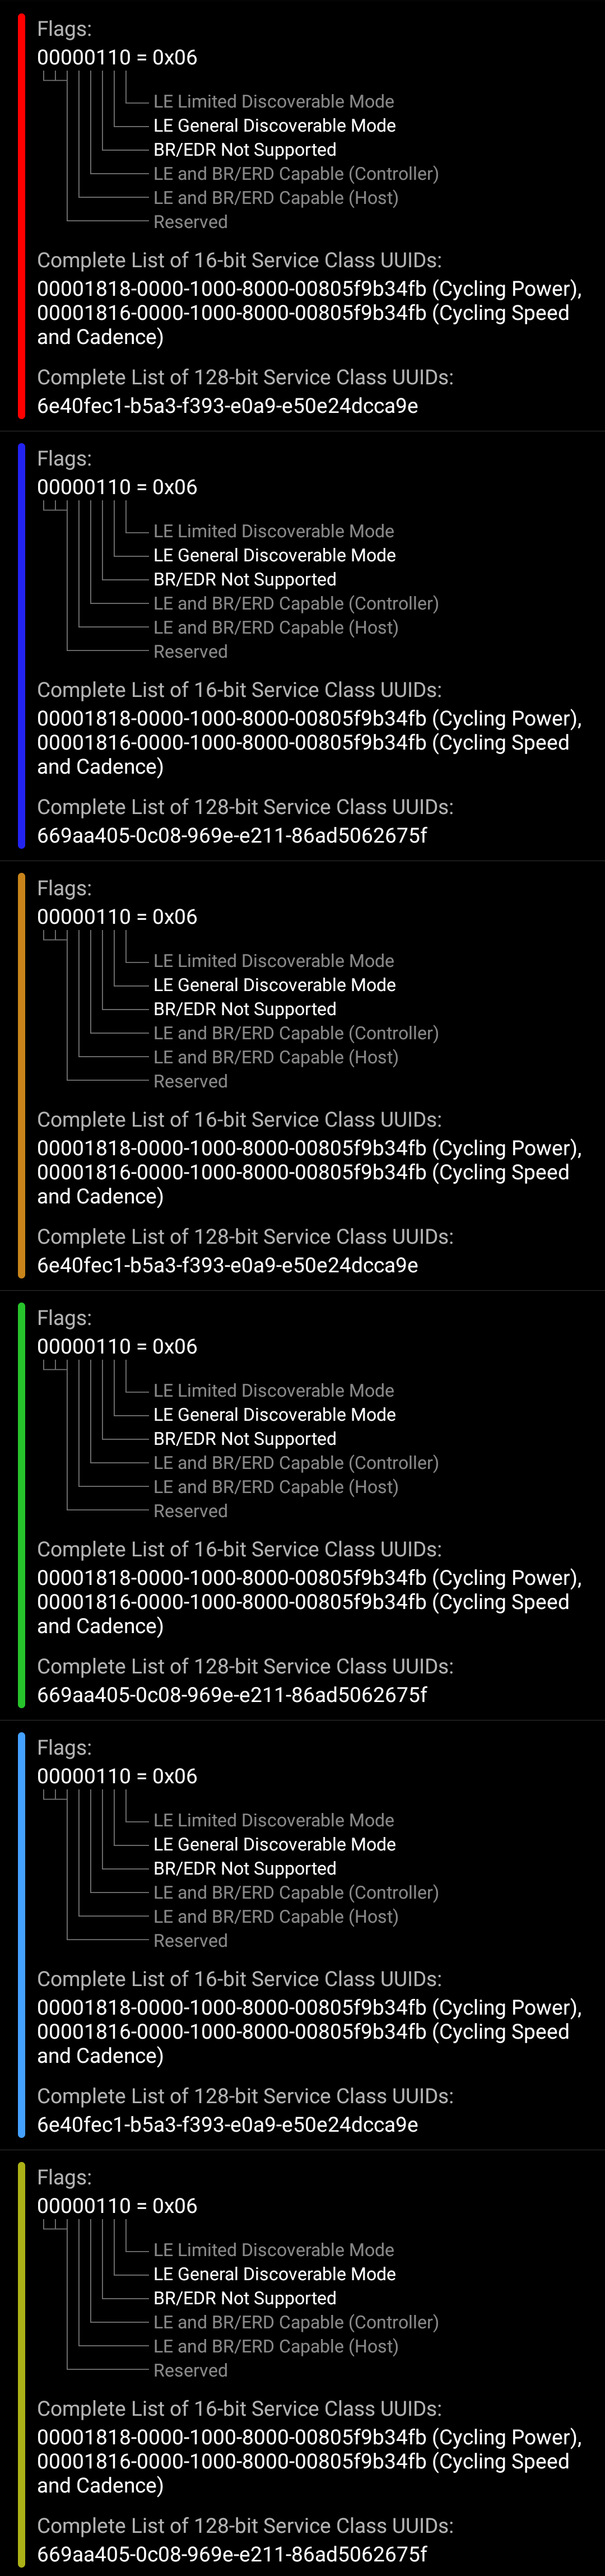 Flags:
00000110 = 0x06
LE Limited Discoverable Mode
LE General Discoverable Mode
BR/EDR Not Supported
LE and BR/ERD Capable (Controller)
LE and BR/ERD Capable (Host)
Reserved
Complete List of 16-bit Service Class UUIDs:
00001818-0000-1000-8000-00805f9b34fb (Cycling Power),
00001816-0000-1000-8000-00805f9b34fb (Cycling Speed
and Cadence)
Complete List of 128-bit Service Class UUIDs:
6e40fec1-b5a3-f393-e0a9-e50e24dcca9e
Flags:
00000110 = 0x06
LE Limited Discoverable Mode
LE General Discoverable Mode
BR/EDR Not Supported
LE and BR/ERD Capable (Controller)
LE and BR/ERD Capable (Host)
Reserved
Complete List of 16-bit Service Class UUIDs:
00001818-0000-1000-8000-00805f9b34fb (Cycling Power),
00001816-0000-1000-8000-00805f9b34fb (Cycling Speed
and Cadence)
Complete List of 128-bit Service Class UUIDs:
669aa405-0c08-969e-e211-86ad5062675f
Flags:
00000110 = 0x06
LE Limited Discoverable Mode
LE General Discoverable Mode
BR/EDR Not Supported
LE and BR/ERD Capable (Controller)
LE and BR/ERD Capable (Host)
Reserved
Complete List of 16-bit Service Class UUIDs:
00001818-0000-1000-8000-00805f9b34fb (Cycling Power),
00001816-0000-1000-8000-00805f9b34fb (Cycling Speed
and Cadence)
Complete List of 128-bit Service Class UUIDs:
6e40fec1-b5a3-f393-e0a9-e50e24dcca9e
Flags:
00000110 = 0x06
LE Limited Discoverable Mode
LE General Discoverable Mode
BR/EDR Not Supported
LE and BR/ERD Capable (Controller)
LE and BR/ERD Capable (Host)
Reserved
Complete List of 16-bit Service Class UUIDs:
00001818-0000-1000-8000-00805f9b34fb (Cycling Power),
00001816-0000-1000-8000-00805f9b34fb (Cycling Speed
and Cadence)
Complete List of 128-bit Service Class UUIDs:
669aa405-0c08-969e-e211-86ad5062675f
Flags:
00000110 = 0x06
LE Limited Discoverable Mode
LE General Discoverable Mode
BR/EDR Not Supported
LE and BR/ERD Capable (Controller)
LE and BR/ERD Capable (Host)
Reserved
Complete List of 16-bit Service Class UUIDs:
00001818-0000-1000-8000-00805f9b34fb (Cycling Power),
00001816-0000-1000-8000-00805f9b34fb (Cycling Speed
and Cadence)
Complete List of 128-bit Service Class UUIDs:
6e40fec1-b5a3-f393-e0a9-e50e24dcca9e
Flags:
00000110 = 0x06
LE Limited Discoverable Mode
LE General Discoverable Mode
BR/EDR Not Supported
LE and BR/ERD Capable (Controller)
LE and BR/ERD Capable (Host)
Reserved
Complete List of 16-bit Service Class UUIDs:
00001818-0000-1000-8000-00805f9b34fb (Cycling Power),
00001816-0000-1000-8000-00805f9b34fb (Cycling Speed
and Cadence)
Complete List of 128-bit Service Class UUIDs:
669aa405-0c08-969e-e211-86ad5062675f